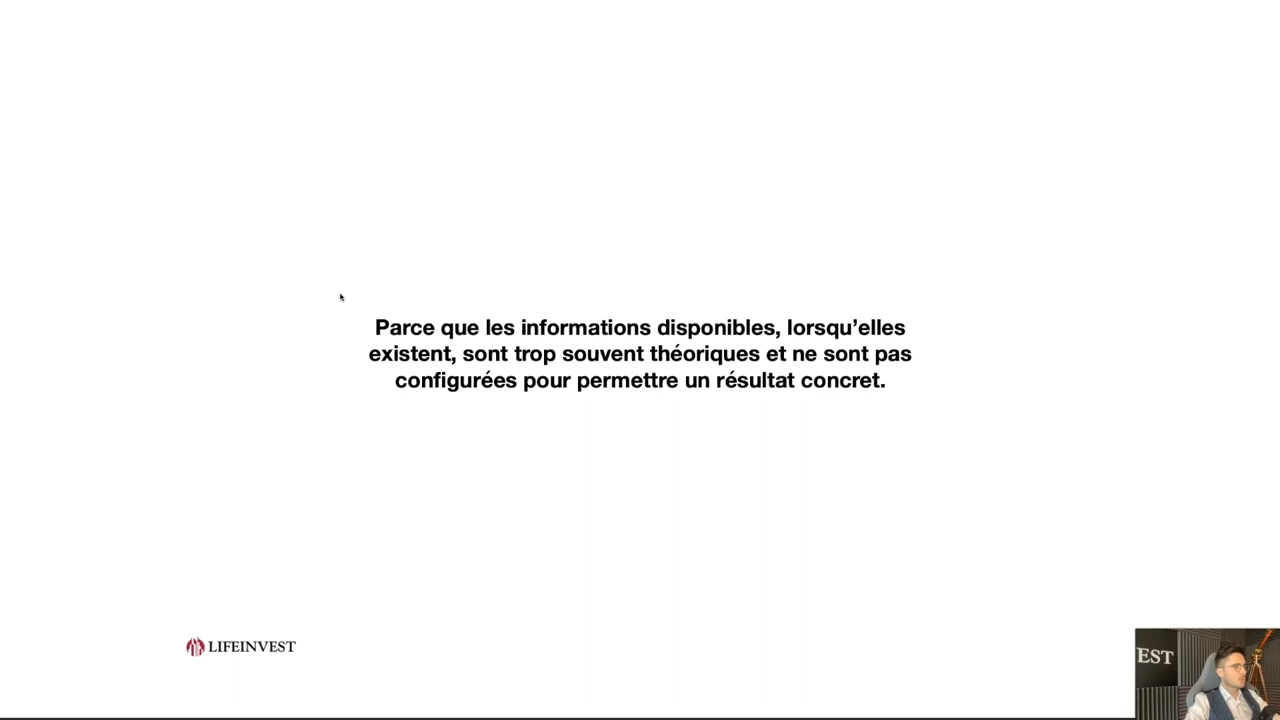 Parce que les informations disponibles, lorsqu’elles
existent, sont trop souvent théoriques et ne sont pas
configurées pour permettre un résultat concret.
LIFEINVEST
EST